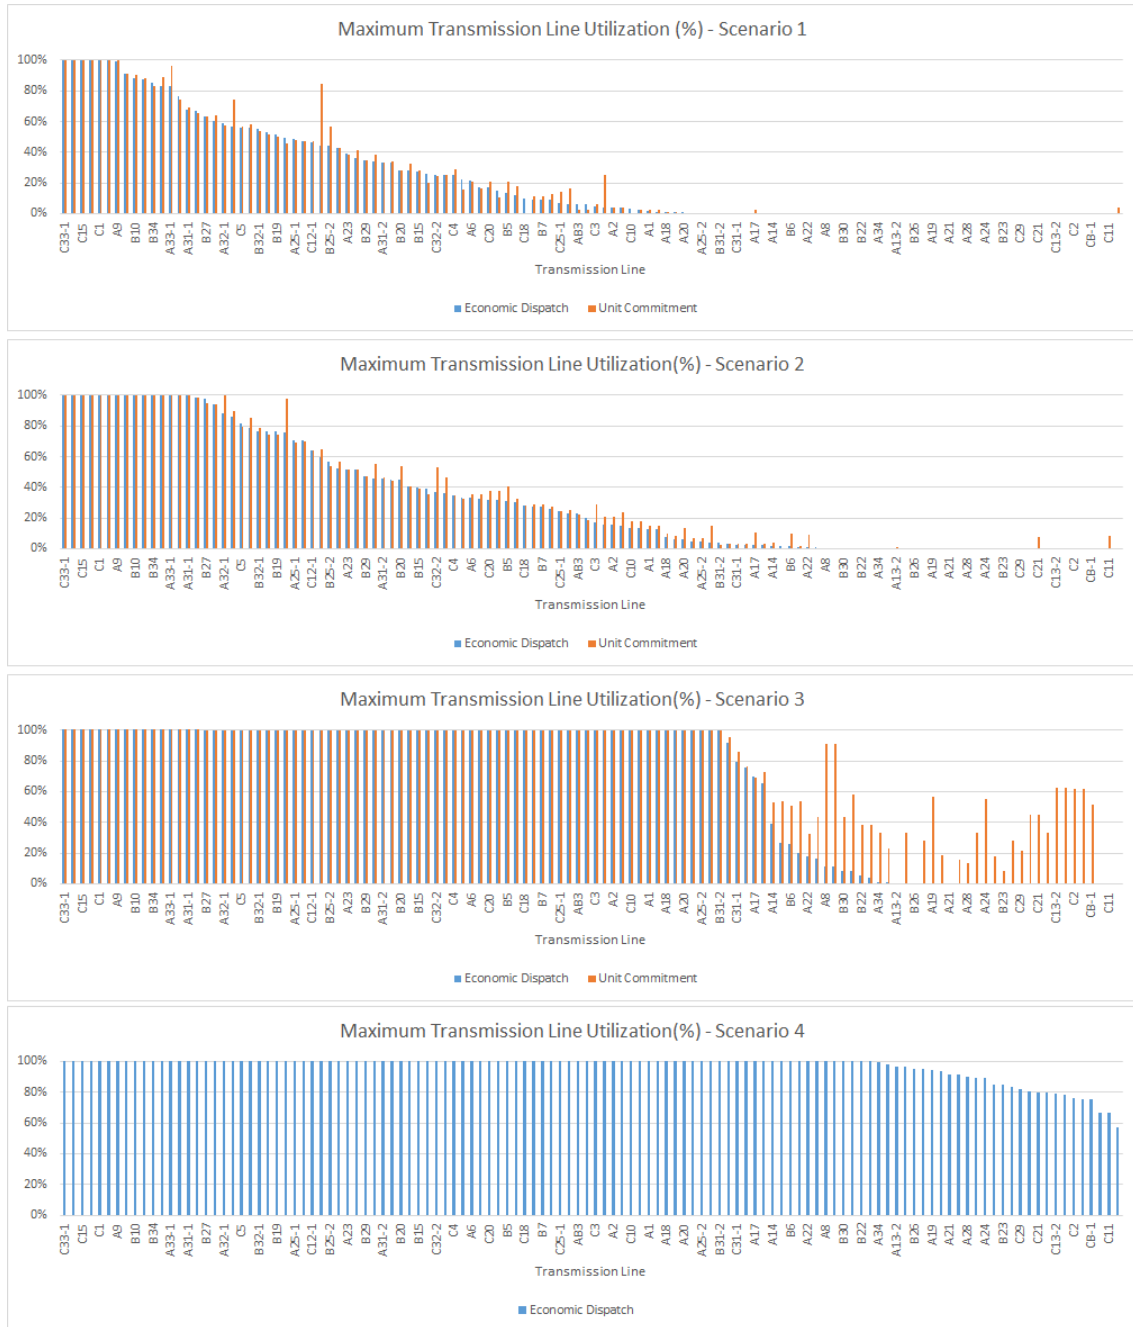 Maximum Transmission Line Utilization (%) - Scenario 1
100%
80%
60%
40%
20%
0%
C33-1 C15 C1 A9 B10 B34 A33-1 A31-1 B27 A32-1 C5 B32-1 B19 A25-1 C12-1 B25-2 A23 B29 A31-2 B20 B15 C32-2 C4 A6 C20 B5 C18 B7 C25-1 AB3 C3 A2 C10 A1 A18 A20 A25-2 B31-2 C31-1 A17 A14 B6 A22 A8 B30 B22 A34 A13-2 B26 A19 A21 A28 A24 B23 C29 C21 C13-2 C2 CB-1 C11
Transmission Line
Economic Dispatch Unit Commitment
Maximum Transmission Line Utilization(%) - Scenario 2
100%
80%
60%
40%
20%
0%
C33-1 C15 C1 A9 B10 B34 A33-1 A31-1 B27 A32-1 C5 B32-1 B19 A25-1 C12-1 B25-2 A23 B29 A31-2 B20 B15 C32-2 C4 A6 C20 B5 C18 B7 C25-1 AB3 C3 A2 C10 A1 A18 A20 A25-2 B31-2 C31-1 A17 A14 B6 A22 A8 B30 B22 A34 A13-2 B26 A19 A21 A28 A24 B23 C29 C21 C13-2 C2 CB-1 C11
Transmission Line
Economic Dispatch Unit Commitment
Maximum Transmission Line Utilization(%) - Scenario 3
100%
80%
60%
40%
20%
0%
C33-1 C15 C1 A9 B10 B34 A33-1 A31-1 B27 A32-1 C5 B32-1 B19 A25-1 C12-1 B25-2 A23 B29 A31-2 B20 B15 C32-2 C4 A6 C20 B5 C18 B7 C25-1 AB3 C3 A2 C10 A1 A18 A20 A25-2 B31-2 C31-1 A17 A14 B6 A22 A8 B30 B22 A34 A13-2 B26 A19 A21 A28 A24 B23 C29 C21 C13-2 C2 CB-1 C11
Transmission Line
Economic Dispatch Unit Commitment
Maximum Transmission Line Utilization(%) - Scenario 4
100%
80%
60%
40%
20%
0%
C33-1 C15 C1 A9 B10 B34 A33-1 A31-1 B27 A32-1 C5 B32-1 B19 A25-1 C12-1 B25-2 A23 B29 A31-2 B20 B15 C32-2 C4 A6 C20 B5 C18 B7 C25-1 AB3 C3 A2 C10 A1 A18 A20 A25-2 B31-2 C31-1 A17 A14 B6 A22 A8 B30 B22 A34 A13-2 B26 A19 A21 A28 A24 B23 C29 C21 C13-2 C2 CB-1 C11
Transmission Line
Economic Dispatch